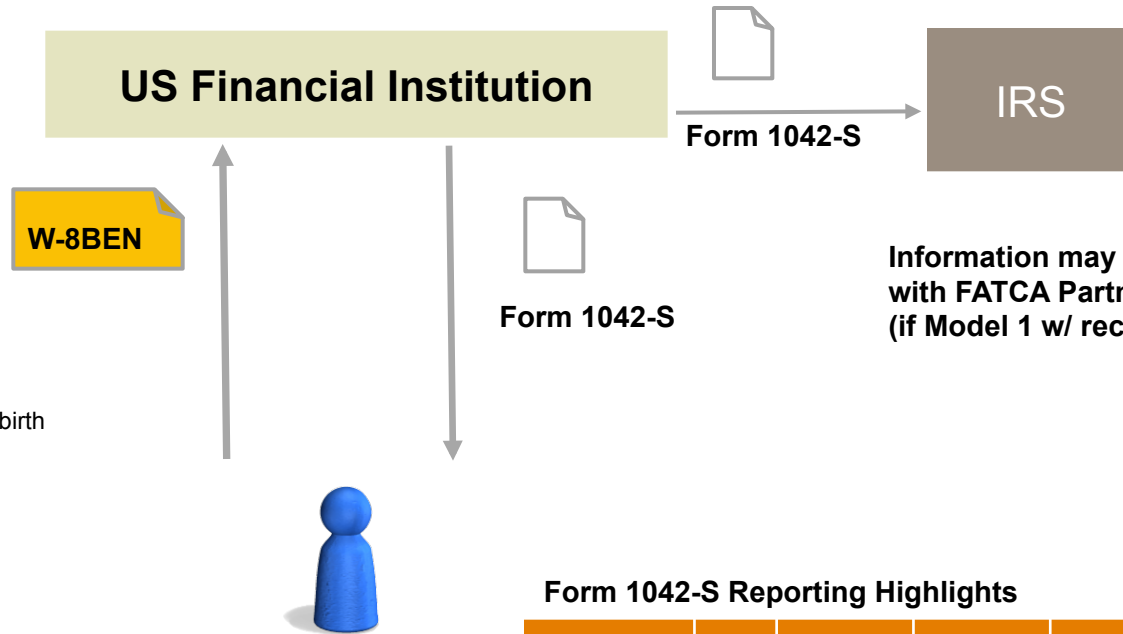 US Financial Institution
IRS
Form 1042-S
W-8BEN
Information may
with FATCA Partn
(if Model 1 w/ rec
Form 1042-S
birth
Form 1042-S Reporting Highlights